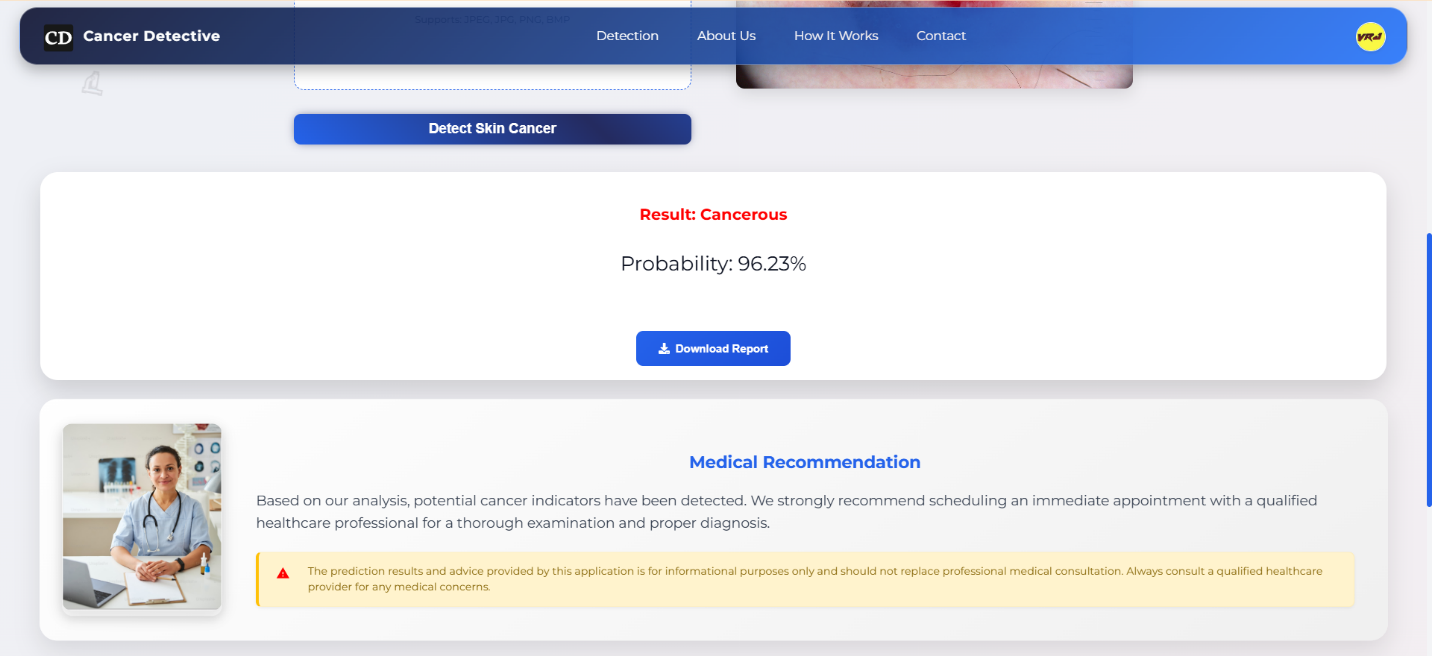 Supports: JPEG, JPG, PNG, BMP
CD Cancer Detective Detection About Us How It Works Contact VRd
Detect Skin Cancer
Result: Cancerous
Probability: 96.23%
Download Report
Medical Recommendation
Based on our analysis, potential cancer indicators have been detected. We strongly recommend scheduling an immediate appointment with a qualified
healthcare professional for a thorough examination and proper diagnosis.
The prediction results and advice provided by this application is for informational purposes only and should not replace professional medical consultation. Always consult a qualified healthcare
provider for any medical concerns.